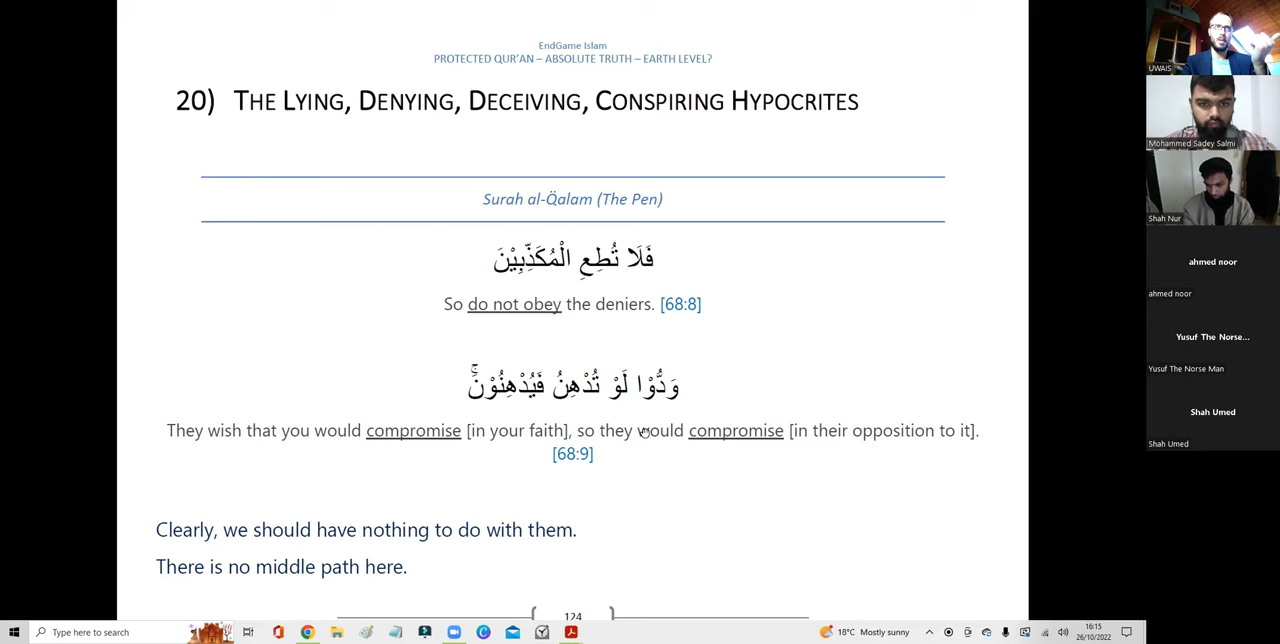 EndGame Islam
PROTECTED QUR'AN – ABSOLUTE TRUTH – EARTH LEVEL?
20) THE LYING, DENYING, DECEIVING, CONSPIRING HYPOCRITES
Surah al-Q̈alam (The Pen)
فَلَا تُطِعِ الْمُكَذِّبِيْنَ
So do not obey the deniers. [68:8]
وَدُّوْا لَوْ تُدْهِنُ فَيُدْهِنُوْنَۚ
They wish that you would compromise [in your faith], so they would compromise [in their opposition to it].
[68:9]
Clearly, we should have nothing to do with them.
There is no middle path here.
124
UWAIS
Mohammed Sadey Salmi
Shah Nur
ahmed noor
ahmed noor
Yusuf The Norse...
Yusuf The Norse Man
Shah Umed
Shah Umed
Type here to search
18°C Mostly sunny
16:15
26/10/2022